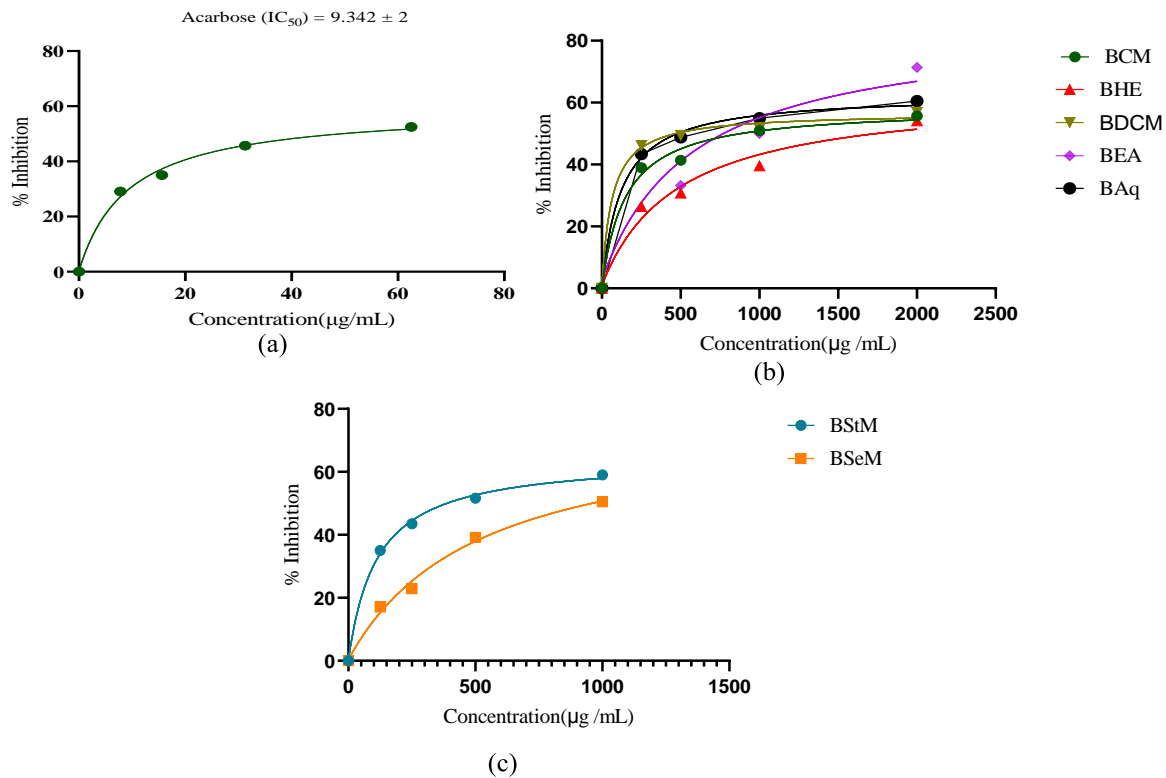 Acarbose (IC50) = 9.342 ± 2
% Inhibition
80
60
40
20
0
0 20 40 60 80
Concentration(µg/mL)
(a)
% Inhibition
80
60
40
20
0
0 500 1000 1500 2000 2500
Concentration(µg /mL)
(b)
BCM
BHE
BDCM
BEA
BAq
% Inhibition
80
60
40
20
0
0 500 1000 1500
Concentration(µg /mL)
(c)
BStM
BSeM